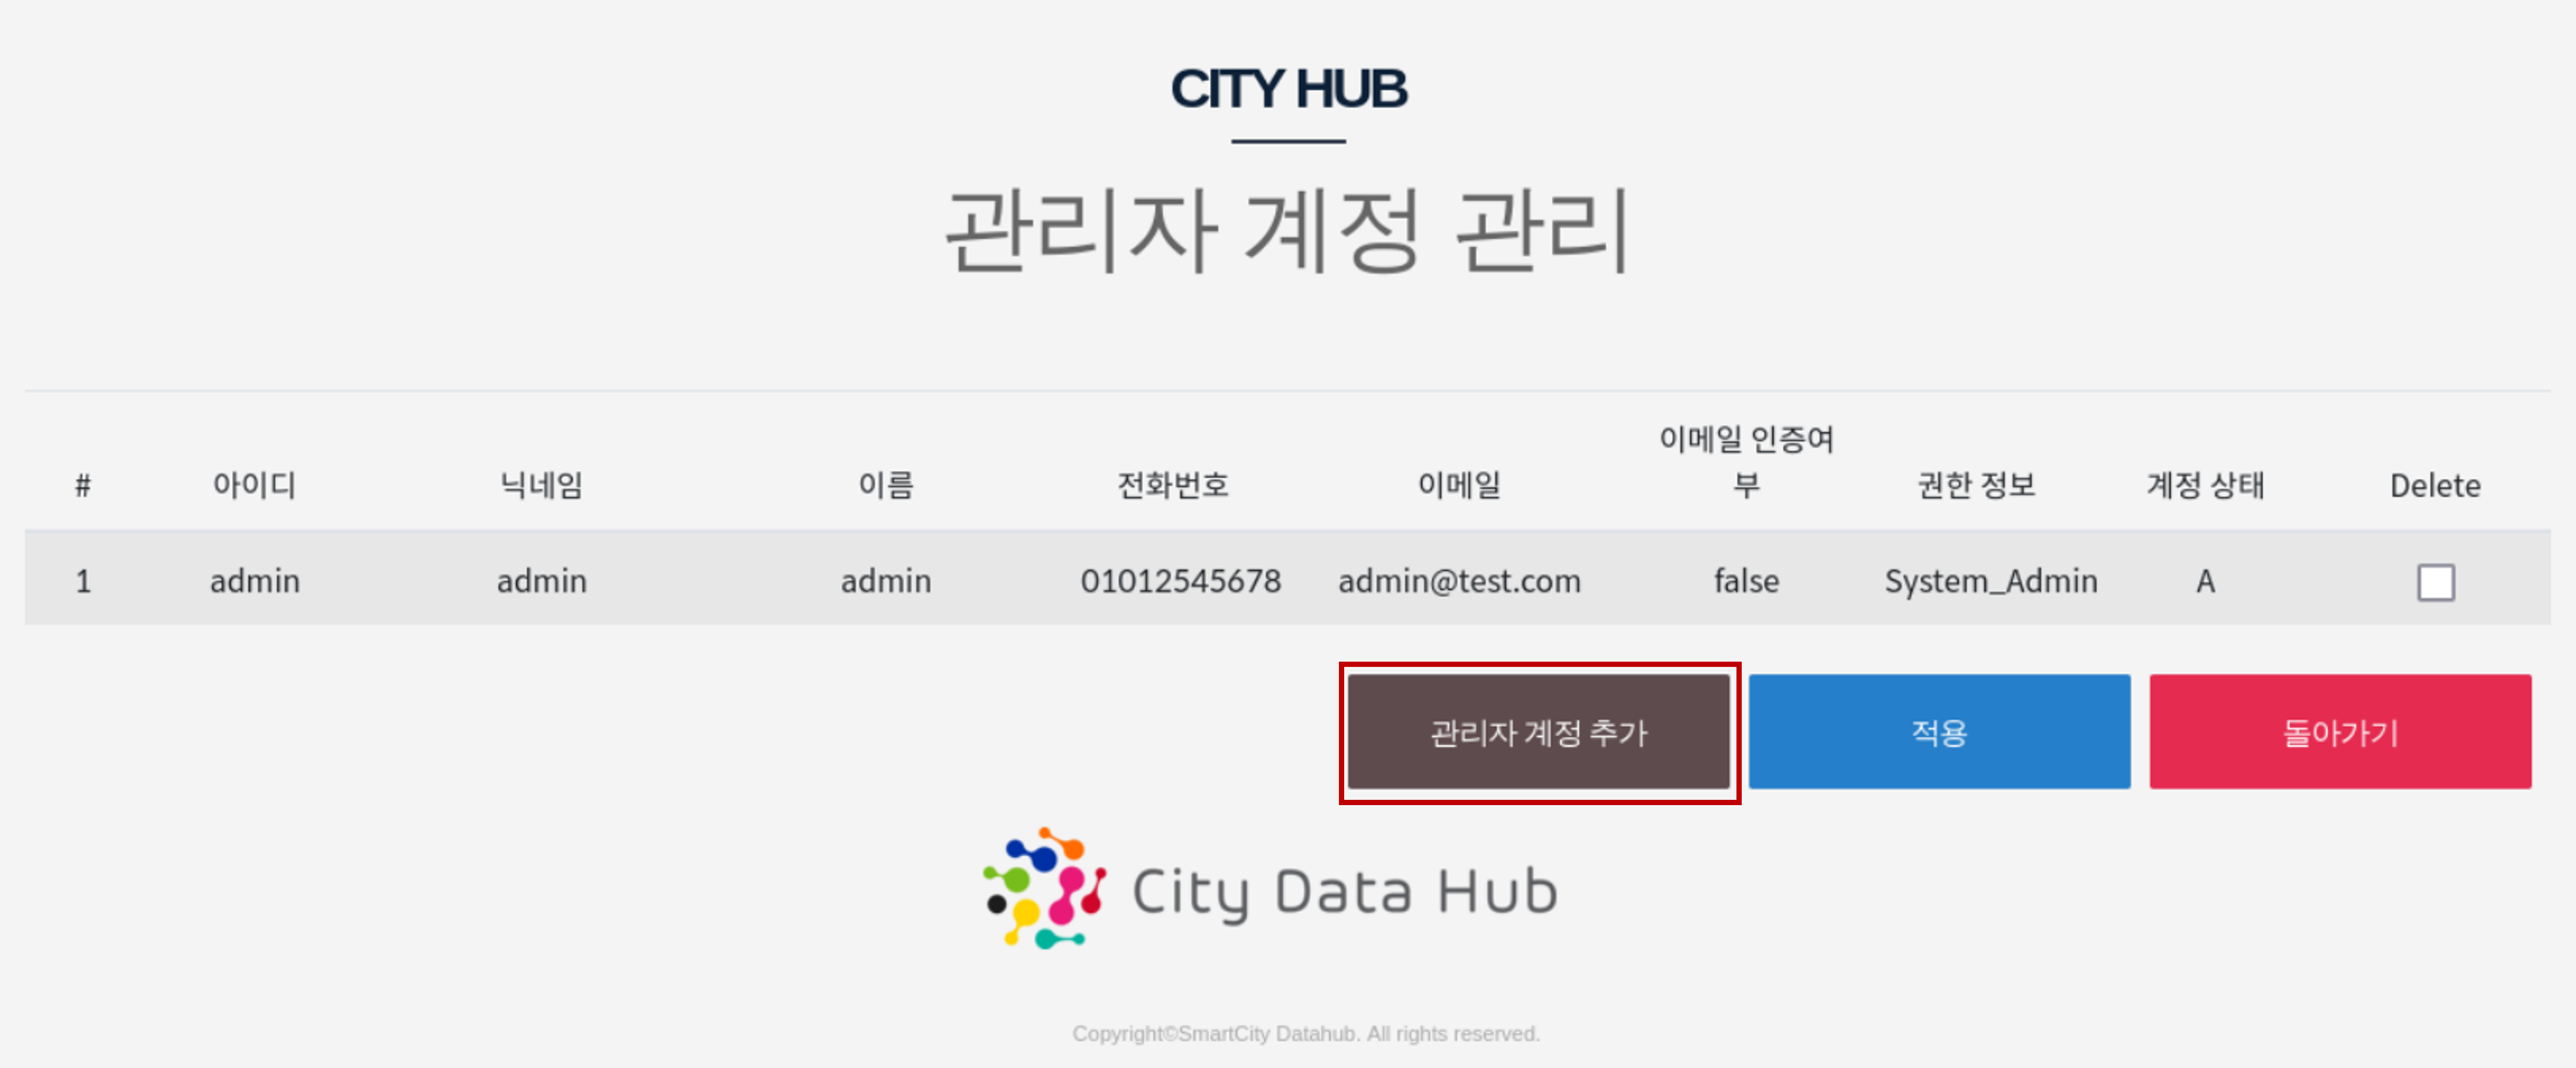 CITY HUB
관리자 계정 관리
# 아이디 닉네임 이름 전화번호 이메일 이메일 인증여부 권한 정보 계정 상태 Delete
1 admin admin admin 01012545678 admin@test.com false System_Admin A
관리자 계정 추가 적용 돌아가기
City Data Hub
Copyright©SmartCity Datahub. All rights reserved.